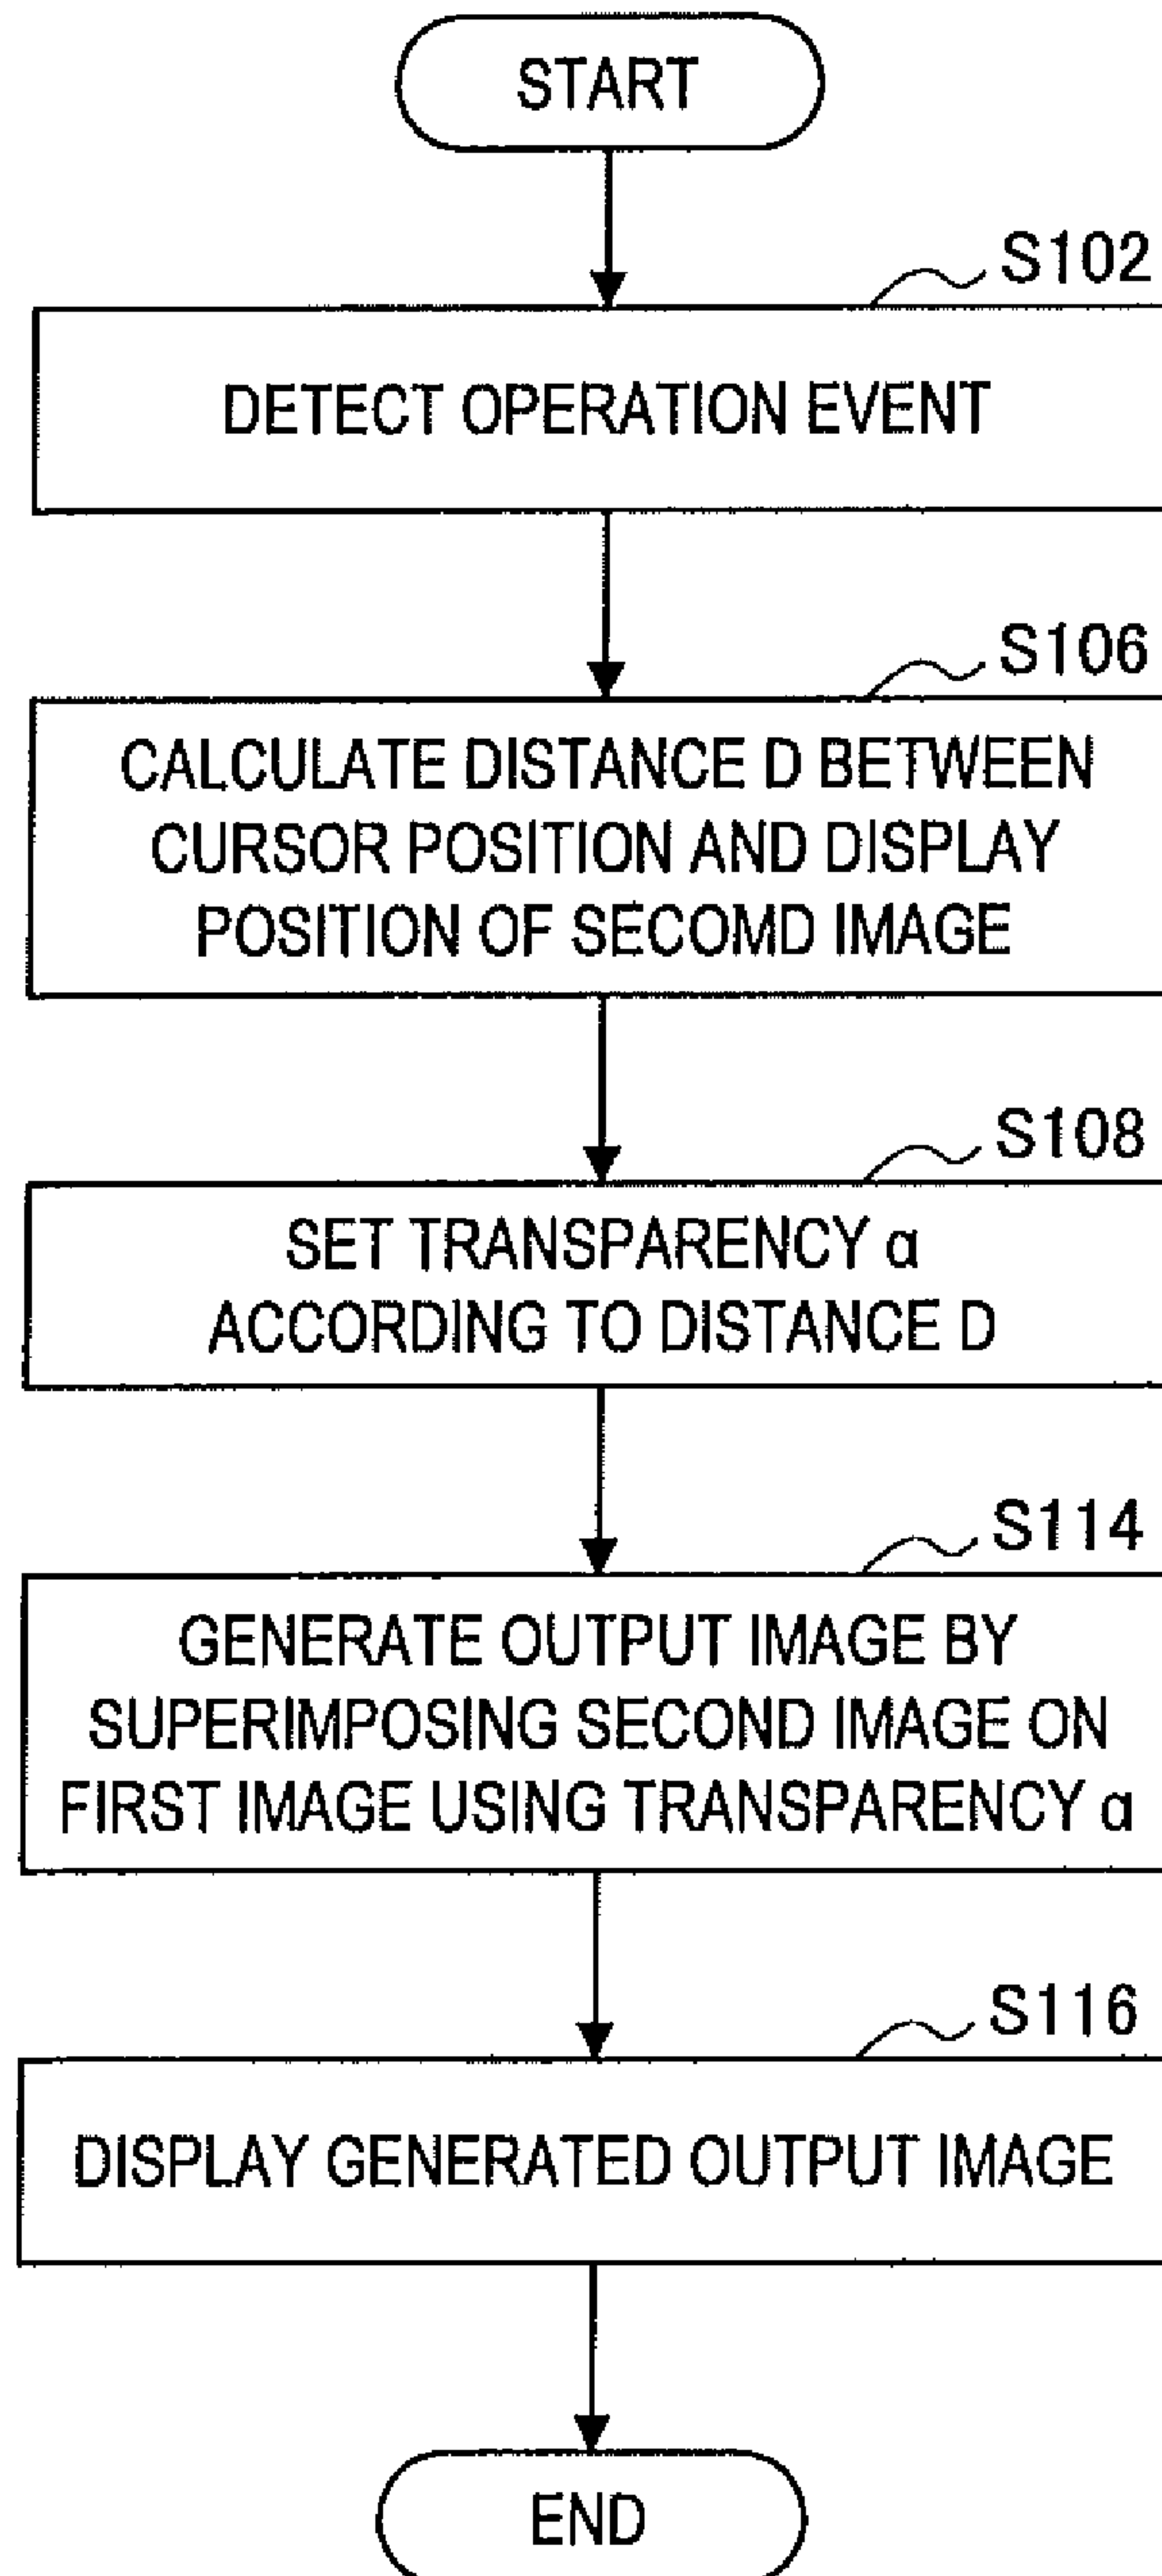 START
S102
DETECT OPERATION EVENT
S106
CALCULATE DISTANCE D BETWEEN
CURSOR POSITION AND DISPLAY
POSITION OF SECOMD IMAGE
S108
SET TRANSPARENCY α
ACCORDING TO DISTANCE D
S114
GENERATE OUTPUT IMAGE BY
SUPERIMPOSING SECOND IMAGE ON
FIRST IMAGE USING TRANSPARENCY α
S116
DISPLAY GENERATED OUTPUT IMAGE
END